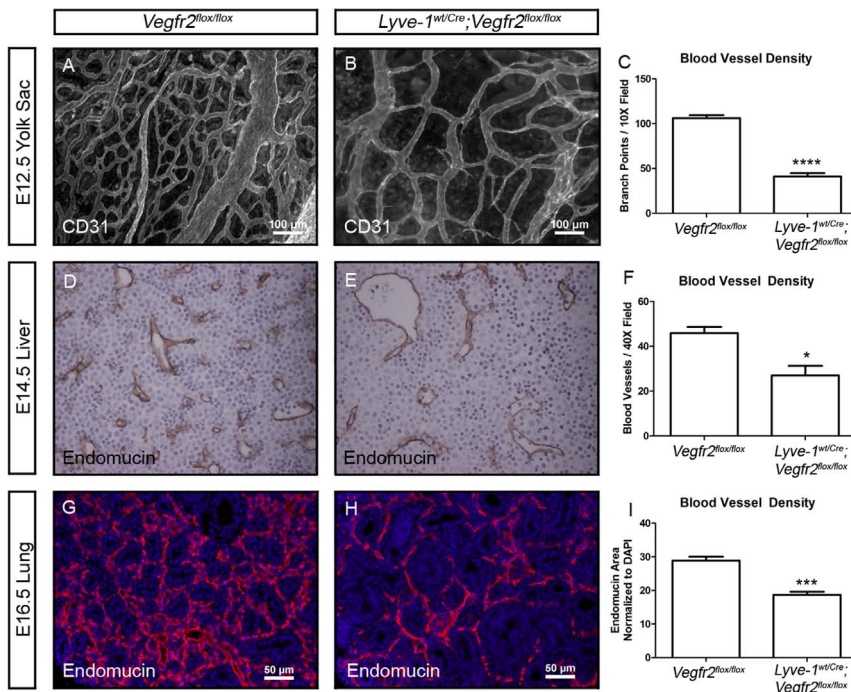 Vegfr2flox/flox
Lyve-1wt/Cre;Vegfr2flox/flox
E12.5 Yolk Sac
A
CD31
100 µm
B
100 µm
C
Blood Vessel Density
Branch Points / 10X Field
150
100
50
0
****
Vegfr2flox/flox
Lyve-1wt/Cre;
Vegfr2flox/flox
E14.5 Liver
D
Endomucin
E
Endomucin
F
Blood Vessel Density
Blood Vessels / 40X Field
60
40
20
0
*
Vegfr2flox/flox
Lyve-1wt/Cre;
Vegfr2flox/flox
E16.5 Lung
G
Endomucin
50 µm
H
Endomucin
50 µm
I
Blood Vessel Density
Endomucin Area
Normalized to DAPI
40
30
20
10
0
***
Vegfr2flox/flox
Lyve-1wt/Cre;
Vegfr2flox/flox